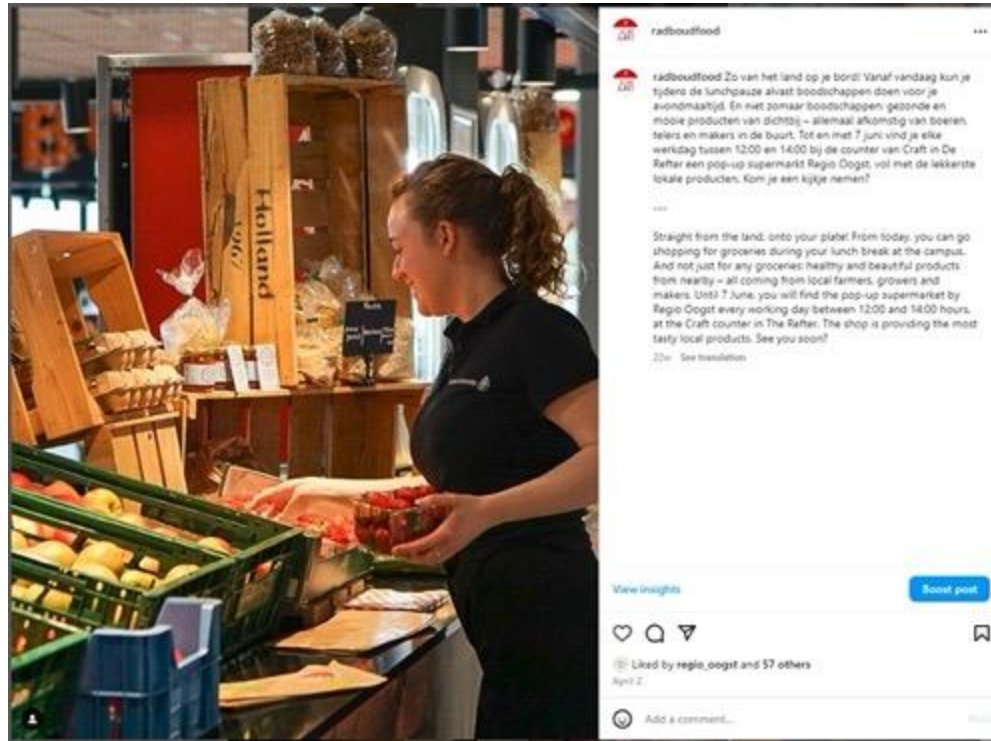 Holland
1967
radboudfood
radboudfood Zo van het land op je bord! Vanaf vandaag kun je
tijdens de lunchpauze alvast boodschappen doen voor je
avondmaaltijd. En niet zomaar boodschappen: gezonde en
mooie producten van dichtbij – allemaal afkomstig van boeren,
telers en makers in de buurt. Tot en met 7 juni vind je elke
werkdag tussen 12:00 en 14:00 bij de counter van Craft in De
Refter een pop-up supermarkt Regio Oogst, vol met de lekkerste
lokale producten. Kom je een kijkje nemen?
...
Straight from the land, onto your plate! From today, you can go
shopping for groceries during your lunch break at the campus.
And not just for any groceries: healthy and beautiful products
from nearby – all coming from local farmers, growers and
makers. Until 7 June, you will find the pop-up supermarket by
Regio Oogst every working day between 12:00 and 14:00 hours,
at the Craft counter in The Refter. The shop is providing the most
tasty local products. See you soon?
22w See translation
View insights
Boost post
Liked by regio_oogst and 57 others
April 2
Add a comment...